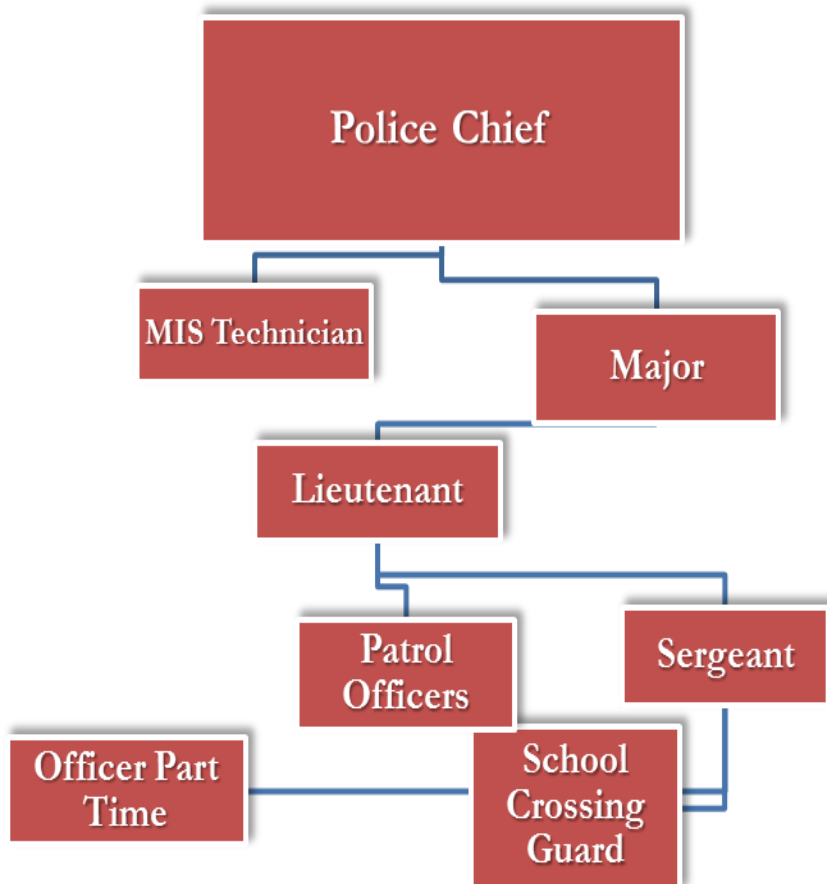 Police Chief
MIS Technician
Major
Lieutenant
Patrol
Officers
Sergeant
Officer Part
Time
School
Crossing
Guard